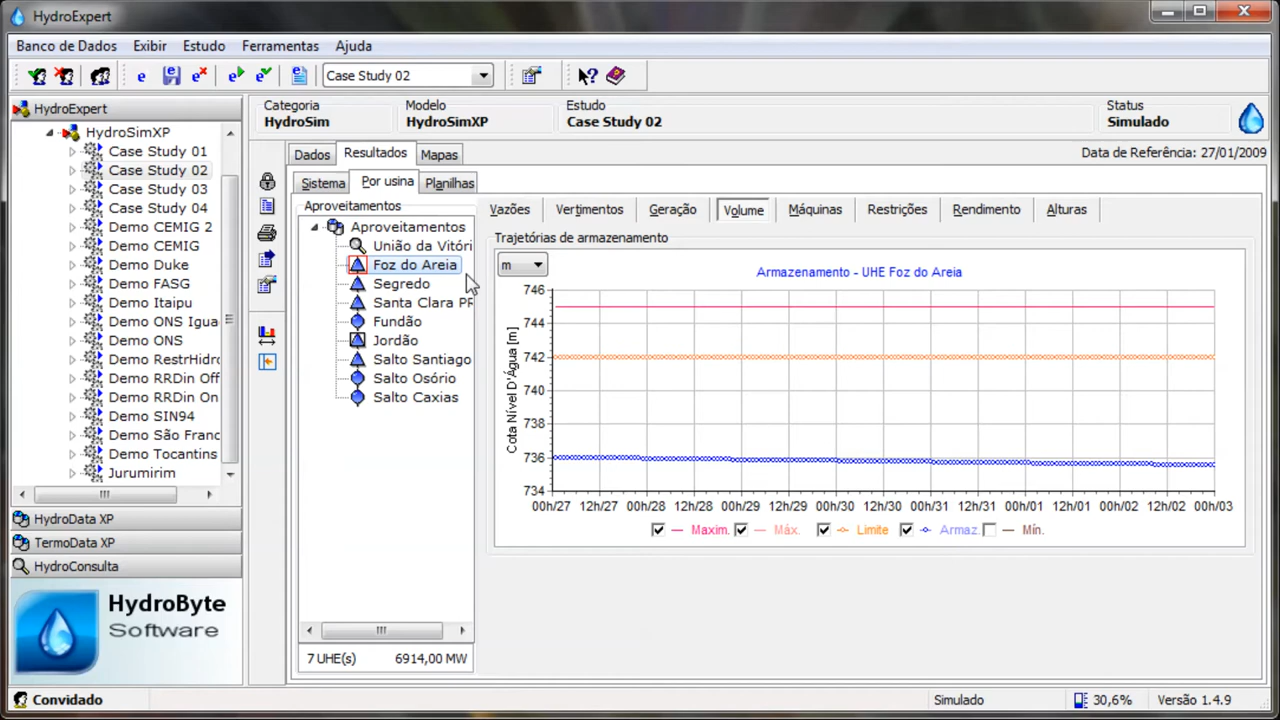 HydroExpert
Banco de Dados Exibir Estudo Ferramentas Ajuda
Case Study 02
HydroExpert
Categoria Modelo Estudo Status
HydroSim HydroSimXP Case Study 02 Simulado
HydroSimXP
Case Study 01
Case Study 02
Case Study 03
Case Study 04
Demo CEMIG 2
Demo CEMIG
Demo Duke
Demo FASG
Demo Itaipu
Demo ONS Igua
Demo ONS
Demo RestrHidro
Demo RRDin Off
Demo RRDin On
Demo SIN94
Demo São Franc
Demo Tocantins
Jurumirim
HydroData XP
TermoData XP
HydroConsulta
HydroByte
Software
Dados Resultados Mapas
Data de Referência: 27/01/2009
Sistema Por usina Planilhas
Aproveitamentos
Aproveitamentos
União da Vitóri
Foz do Areia
Segredo
Santa Clara PR
Fundão
Jordão
Salto Santiago
Salto Osório
Salto Caxias
7 UHE(s) 6914,00 MW
Vazões Vertimentos Geração Volume Máquinas Restrições Rendimento Alturas
Trajetórias de armazenamento
m
Armazenamento - UHE Foz do Areia
Cota Nível D'Água [m]
746
744
742
740
738
736
734
00h/27 12h/27 00h/28 12h/28 00h/29 12h/29 00h/30 12h/30 00h/31 12h/31 00h/01 12h/01 00h/02 12h/02 00h/03
Maxim. Máx. Limite Armaz. Mín.
Convidado Simulado 30,6% Versão 1.4.9